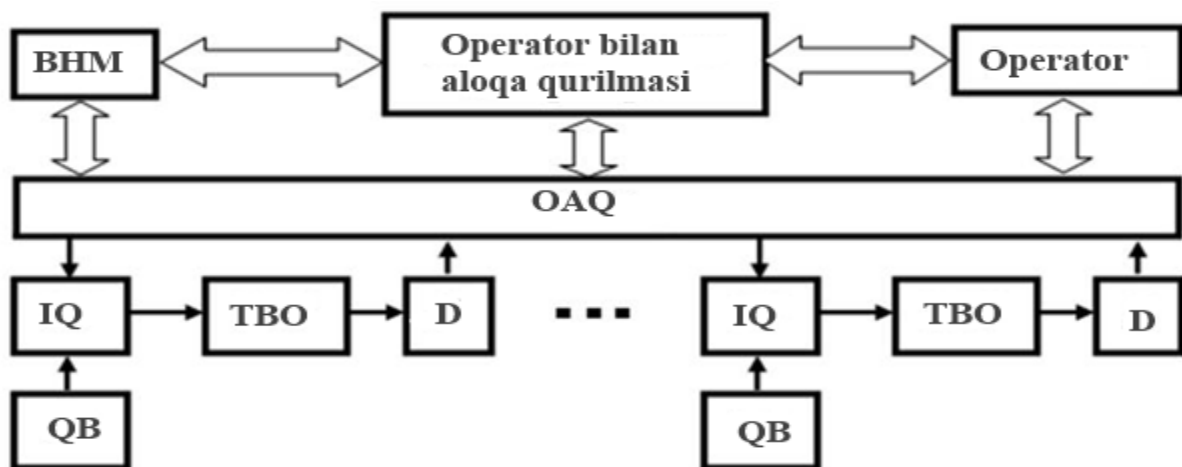 BHM
Operator bilan
aloqa qurilmasi
Operator
OAQ
IQ
TBO
D
IQ
TBO
D
QB
QB